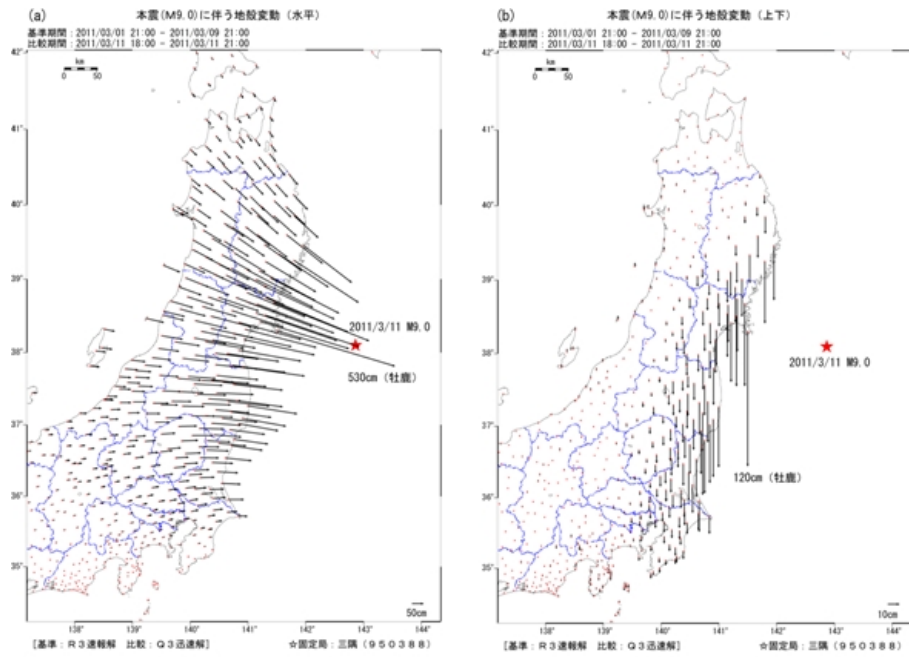 (a)
本震(M9.0)に伴う地殻変動(水平)
基準期間：2011/03/01 21:00 - 2011/03/09 21:00
比較期間：2011/03/11 18:00 - 2011/03/11 21:00
km
0 50
42°
41°
40°
39°
38°
37°
36°
35°
2011/3/11 M9.0
530cm (牡鹿)
50cm
138° 139° 140° 141° 142° 143° 144°
[基準：R3速報解 比較：Q3迅速解] ☆固定局：三隅(950388)
(b)
本震(M9.0)に伴う地殻変動(上下)
基準期間：2011/03/01 21:00 - 2011/03/09 21:00
比較期間：2011/03/11 18:00 - 2011/03/11 21:00
km
0 50
42°
41°
40°
39°
38°
37°
36°
35°
2011/3/11 M9.0
120cm (牡鹿)
10cm
138° 139° 140° 141° 142° 143° 144°
[基準：R3速報解 比較：Q3迅速解] ☆固定局：三隅(950388)